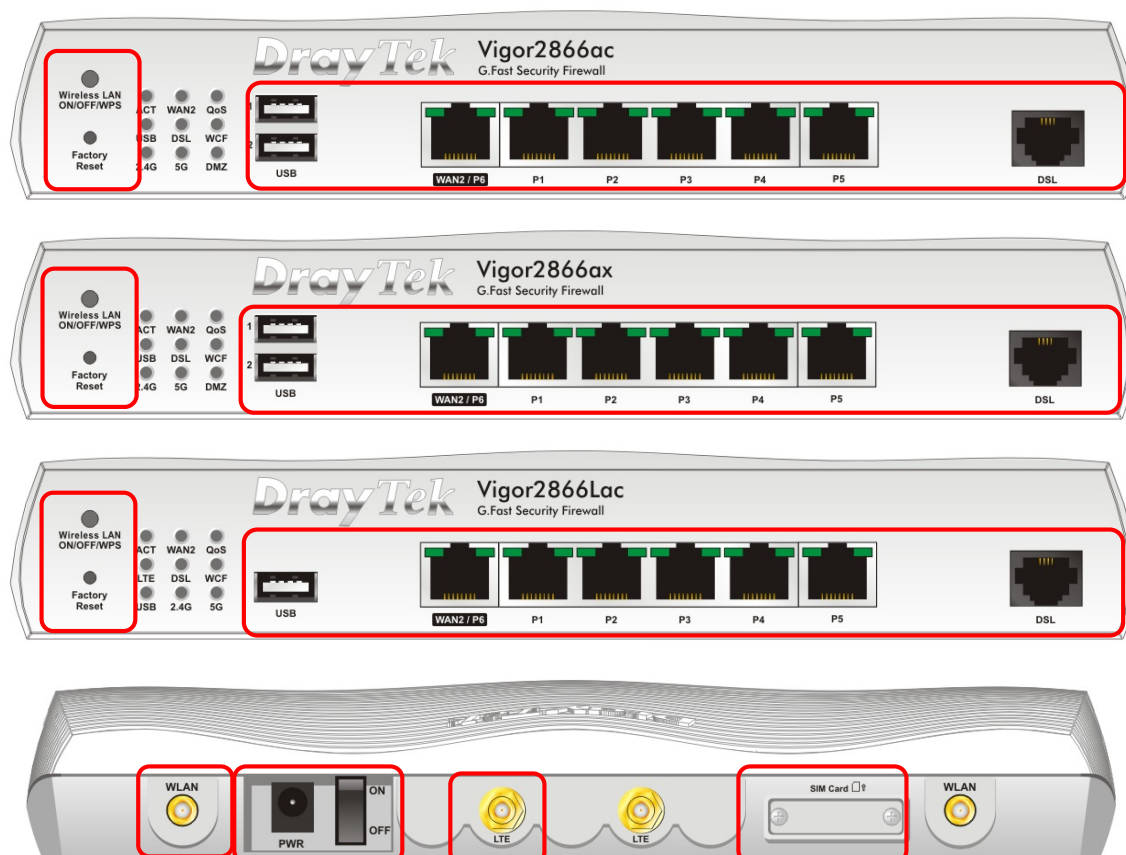 DrayTek Vigor2866ac
G.Fast Security Firewall
Wireless LAN
ON/OFF/WPS
Factory
Reset
ACT WAN2 QoS
USB DSL WCF
2.4G 5G DMZ
1
2
USB
WAN2 / P6 P1 P2 P3 P4 P5 DSL
DrayTek Vigor2866ax
G.Fast Security Firewall
Wireless LAN
ON/OFF/WPS
Factory
Reset
ACT WAN2 QoS
USB DSL WCF
2.4G 5G DMZ
1
2
USB
WAN2 / P6 P1 P2 P3 P4 P5 DSL
DrayTek Vigor2866Lac
G.Fast Security Firewall
Wireless LAN
ON/OFF/WPS
Factory
Reset
ACT WAN2 QoS
LTE DSL WCF
USB 2.4G 5G
USB
WAN2 / P6 P1 P2 P3 P4 P5 DSL
WLAN
PWR
ON
OFF
LTE
LTE
SIM Card
WLAN